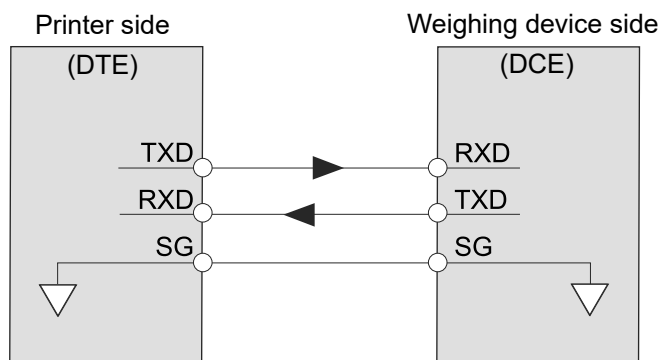 Printer side
(DTE)
Weighing device side
(DCE)
TXD
RXD
RXD
TXD
SG
SG